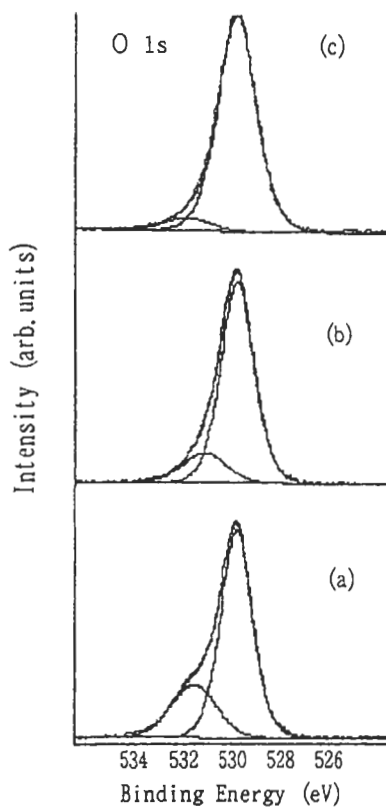 O 1s (c)
(b)
(a)
Intensity (arb. units)
534 532 530 528 526
Binding Energy (eV)